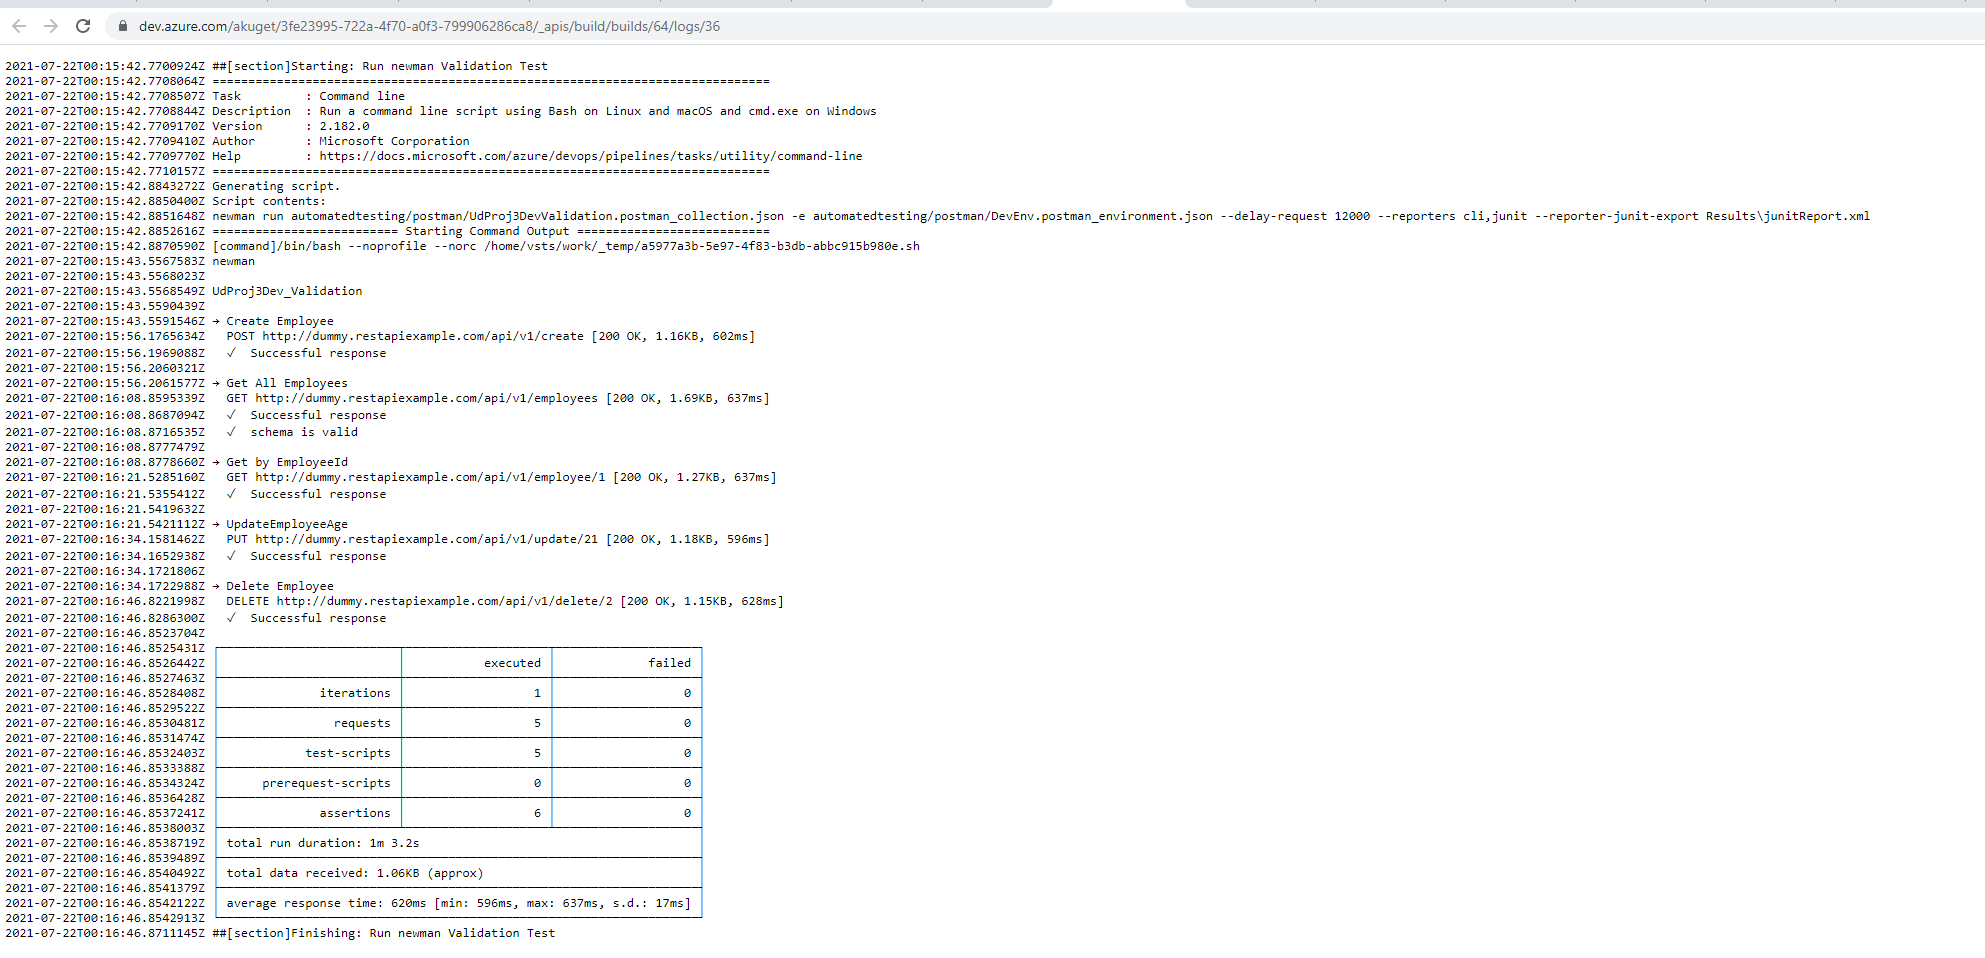 dev.azure.com/akuget/3fe23995-722a-4f70-a0f3-799906286ca8/_apis/build/builds/64/logs/36
2021-07-22T00:15:42.7700924Z ##[section]Starting: Run newman Validation Test
2021-07-22T00:15:42.7708064Z ==============================================================================
2021-07-22T00:15:42.7708507Z Task         : Command line
2021-07-22T00:15:42.7708844Z Description  : Run a command line script using Bash on Linux and macOS and cmd.exe on Windows
2021-07-22T00:15:42.7709170Z Version      : 2.182.0
2021-07-22T00:15:42.7709410Z Author       : Microsoft Corporation
2021-07-22T00:15:42.7709770Z Help         : https://docs.microsoft.com/azure/devops/pipelines/tasks/utility/command-line
2021-07-22T00:15:42.7710157Z ==============================================================================
2021-07-22T00:15:42.8843272Z Generating script.
2021-07-22T00:15:42.8850400Z Script contents:
2021-07-22T00:15:42.8851648Z newman run automatedtesting/postman/UdProj3DevValidation.postman_collection.json -e automatedtesting/postman/DevEnv.postman_environment.json --delay-request 12000 --reporters cli,junit --reporter-junit-export Results\junitReport.xml
2021-07-22T00:15:42.8852616Z ========================== Starting Command Output ===========================
2021-07-22T00:15:42.8870590Z [command]/bin/bash --noprofile --norc /home/vsts/work/_temp/a5977a3b-5e97-4f83-b3db-abbc915b980e.sh
2021-07-22T00:15:43.5567583Z newman
2021-07-22T00:15:43.5568023Z
2021-07-22T00:15:43.5568549Z UdProj3Dev_Validation
2021-07-22T00:15:43.5590439Z
2021-07-22T00:15:43.5591546Z → Create Employee
2021-07-22T00:15:56.1765634Z   POST http://dummy.restapiexample.com/api/v1/create [200 OK, 1.16KB, 602ms]
2021-07-22T00:15:56.1969088Z   √  Successful response
2021-07-22T00:15:56.2060321Z
2021-07-22T00:15:56.2061577Z → Get All Employees
2021-07-22T00:16:08.8595339Z   GET http://dummy.restapiexample.com/api/v1/employees [200 OK, 1.69KB, 637ms]
2021-07-22T00:16:08.8687094Z   √  Successful response
2021-07-22T00:16:08.8716535Z   √  schema is valid
2021-07-22T00:16:08.8777479Z
2021-07-22T00:16:08.8778660Z → Get by EmployeeId
2021-07-22T00:16:21.5285160Z   GET http://dummy.restapiexample.com/api/v1/employee/1 [200 OK, 1.27KB, 637ms]
2021-07-22T00:16:21.5355412Z   √  Successful response
2021-07-22T00:16:21.5419632Z
2021-07-22T00:16:21.5421112Z → UpdateEmployeeAge
2021-07-22T00:16:34.1581462Z   PUT http://dummy.restapiexample.com/api/v1/update/21 [200 OK, 1.18KB, 596ms]
2021-07-22T00:16:34.1652938Z   √  Successful response
2021-07-22T00:16:34.1721806Z
2021-07-22T00:16:34.1722988Z → Delete Employee
2021-07-22T00:16:46.8221998Z   DELETE http://dummy.restapiexample.com/api/v1/delete/2 [200 OK, 1.15KB, 628ms]
2021-07-22T00:16:46.8286300Z   √  Successful response
2021-07-22T00:16:46.8523704Z
2021-07-22T00:16:46.8525431Z
2021-07-22T00:16:46.8526442Z executed failed
2021-07-22T00:16:46.8527463Z
2021-07-22T00:16:46.8528408Z iterations 1 0
2021-07-22T00:16:46.8529522Z
2021-07-22T00:16:46.8530481Z requests 5 0
2021-07-22T00:16:46.8531474Z
2021-07-22T00:16:46.8532403Z test-scripts 5 0
2021-07-22T00:16:46.8533388Z
2021-07-22T00:16:46.8534324Z prerequest-scripts 0 0
2021-07-22T00:16:46.8536428Z
2021-07-22T00:16:46.8537241Z assertions 6 0
2021-07-22T00:16:46.8538003Z
2021-07-22T00:16:46.8538719Z total run duration: 1m 3.2s
2021-07-22T00:16:46.8539489Z
2021-07-22T00:16:46.8540492Z total data received: 1.06KB (approx)
2021-07-22T00:16:46.8541379Z
2021-07-22T00:16:46.8542122Z average response time: 620ms [min: 596ms, max: 637ms, s.d.: 17ms]
2021-07-22T00:16:46.8542913Z
2021-07-22T00:16:46.8711145Z ##[section]Finishing: Run newman Validation Test